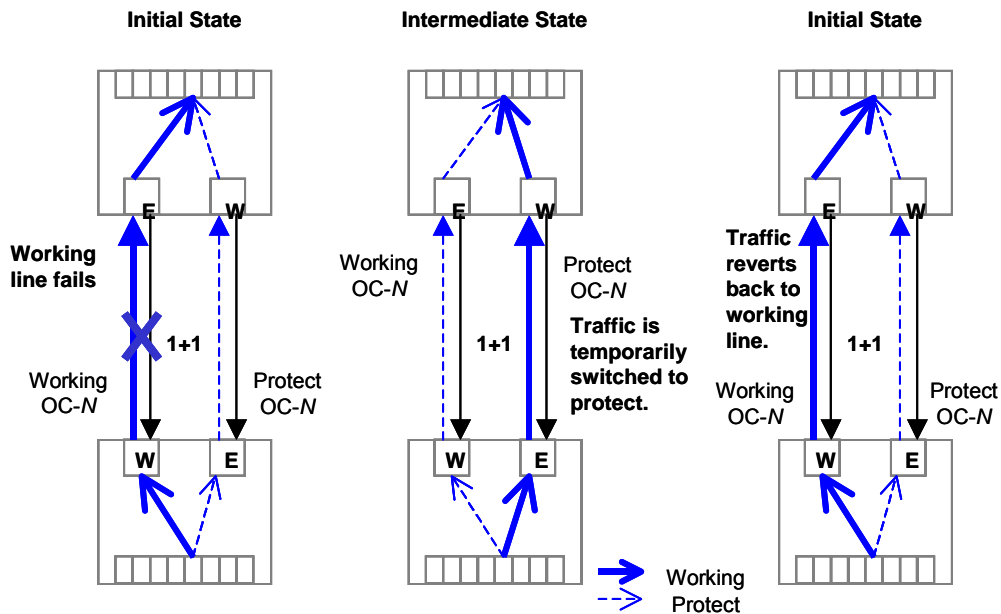 Initial State
E
W
Working
line fails
1+1
Working
OC-N
Protect
OC-N
W
E
Intermediate State
E
W
Working
OC-N
Protect
OC-N
1+1
Traffic is
temporarily
switched to
protect.
W
E
Initial State
E
W
Traffic
reverts
back to
working
line.
1+1
Working
OC-N
Protect
OC-N
W
E
Working
Protect